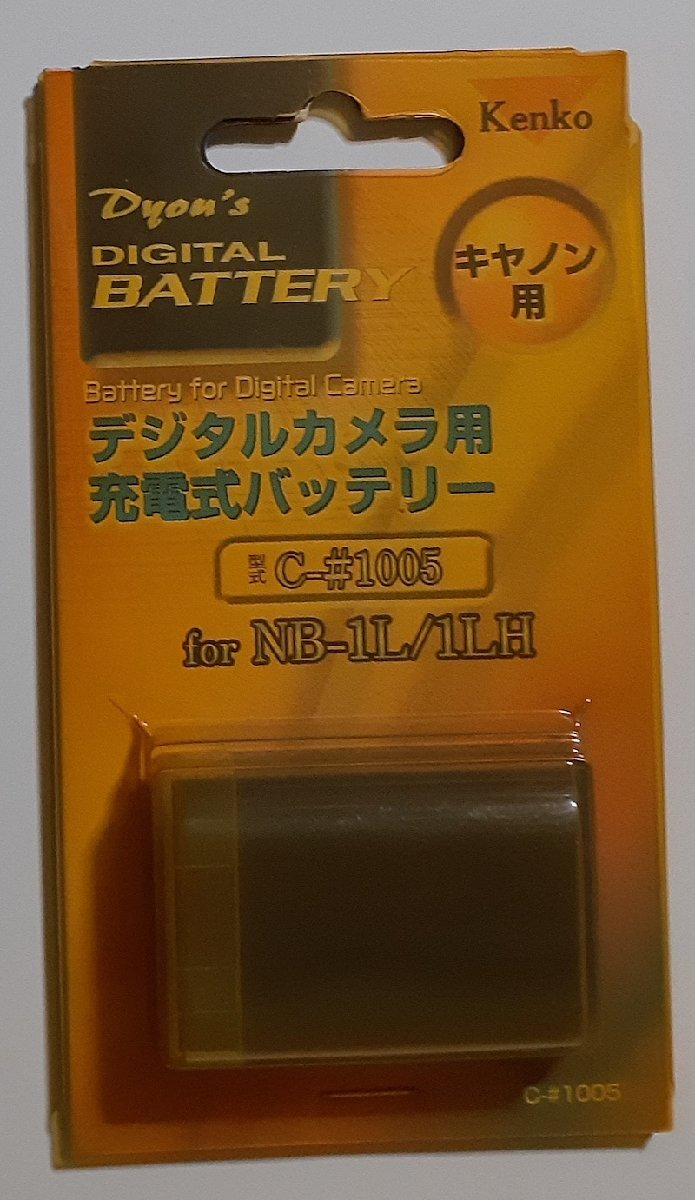 Kenko
Dyon's
DIGITAL
BATTERY
キヤノン
用
Battery for Digital Camera
デジタルカメラ用
充電式バッテリー
型式 C-#1005
for NB-1L/1LH
C-#1005